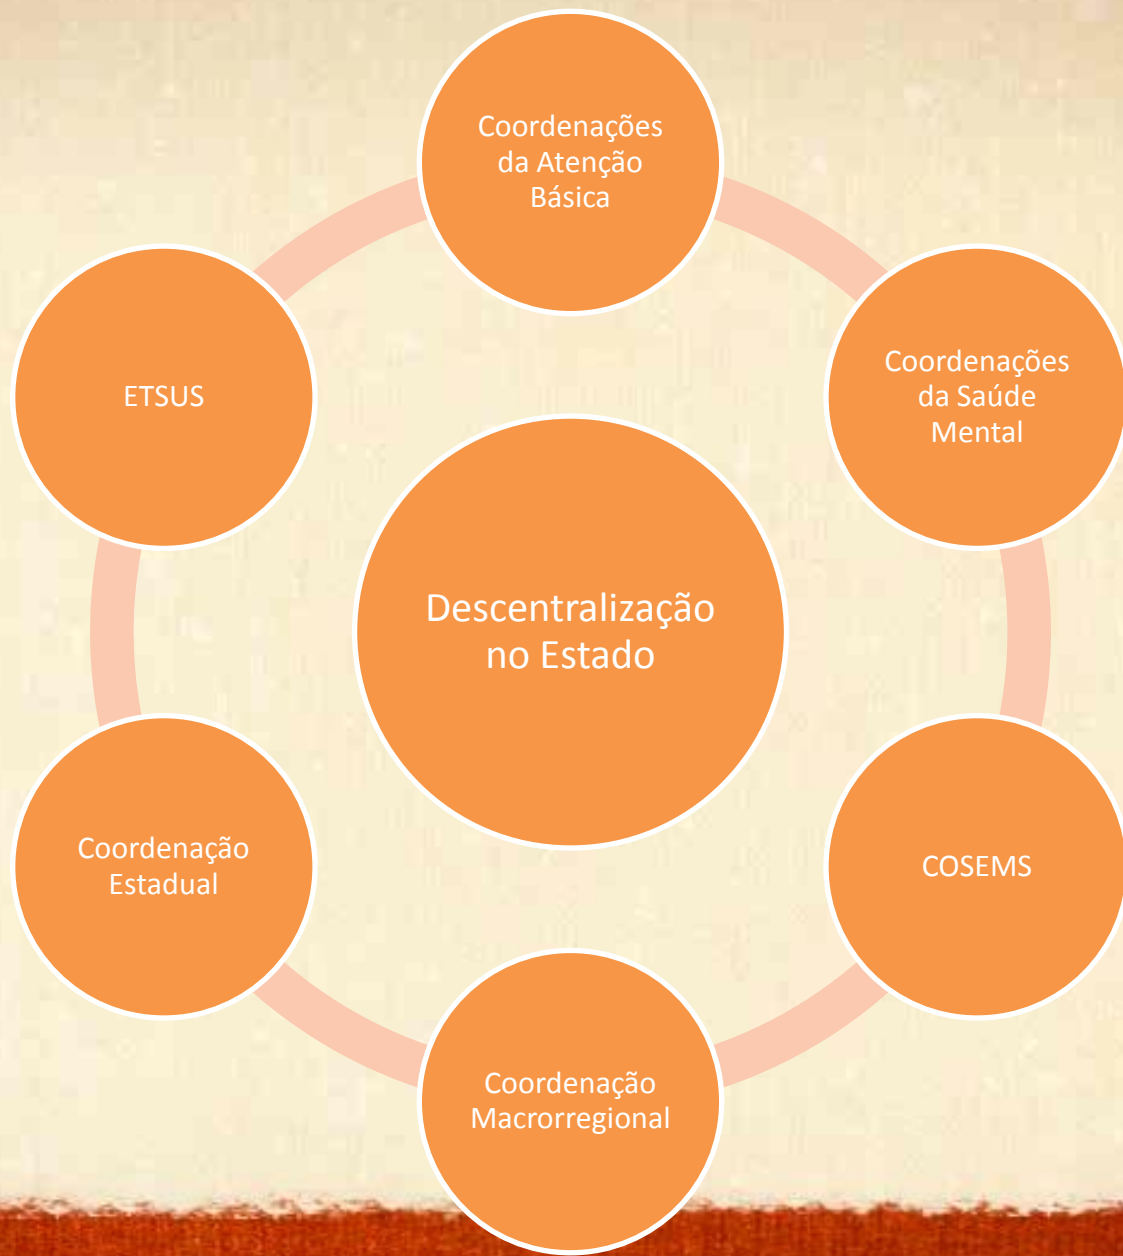 Coordenações
da Atenção
Básica
ETSUS
Coordenações
da Saúde
Mental
Descentralização
no Estado
Coordenação
Estadual
COSEMS
Coordenação
Macrorregional